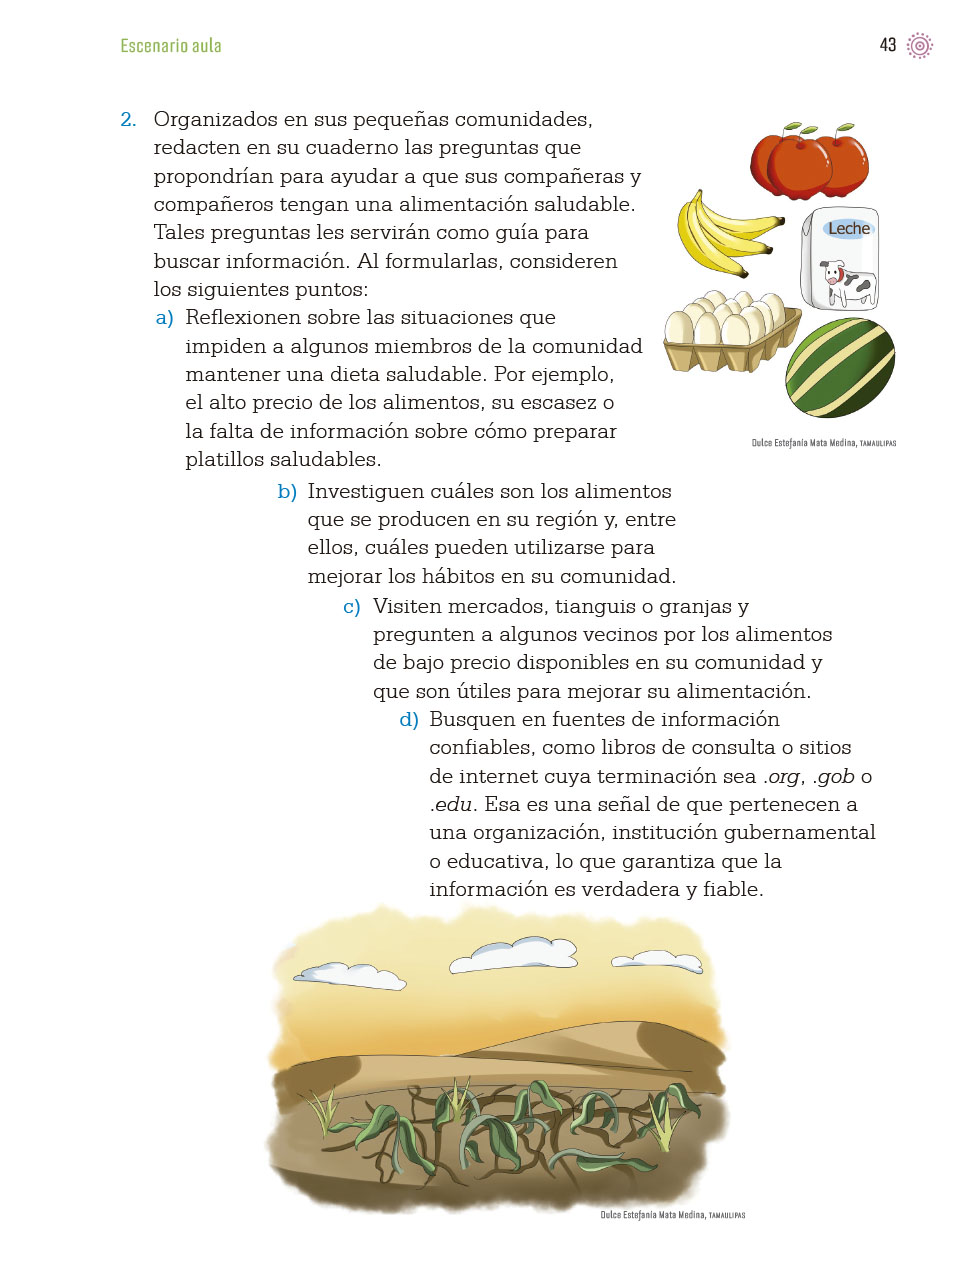 Escenario aula
43
2. Organizados en sus pequeñas comunidades,
redacten en su cuaderno las preguntas que
propondrían para ayudar a que sus compañeras y
compañeros tengan una alimentación saludable.
Tales preguntas les servirán como guía para
buscar información. Al formularlas, consideren
los siguientes puntos:
a) Reflexionen sobre las situaciones que
impiden a algunos miembros de la comunidad
mantener una dieta saludable. Por ejemplo,
el alto precio de los alimentos, su escasez o
la falta de información sobre cómo preparar
platillos saludables.
Leche
Dulce Estefanía Mata Medina, TAMAULIPAS
b) Investiguen cuáles son los alimentos
que se producen en su región y, entre
ellos, cuáles pueden utilizarse para
mejorar los hábitos en su comunidad.
c) Visiten mercados, tianguis o granjas y
pregunten a algunos vecinos por los alimentos
de bajo precio disponibles en su comunidad y
que son útiles para mejorar su alimentación.
d) Busquen en fuentes de información
confiables, como libros de consulta o sitios
de internet cuya terminación sea .org, .gob o
.edu. Esa es una señal de que pertenecen a
una organización, institución gubernamental
o educativa, lo que garantiza que la
información es verdadera y fiable.
Dulce Estefanía Mata Medina, TAMAULIPAS